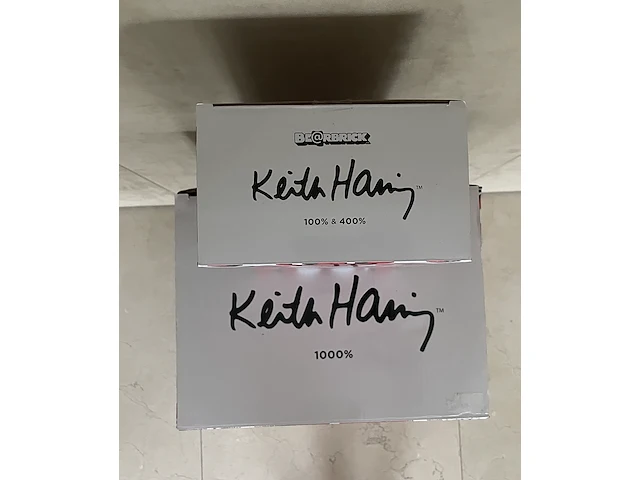 BE@RBRICK
Keith Haring™
100% & 400%
Keith Haring™
1000%